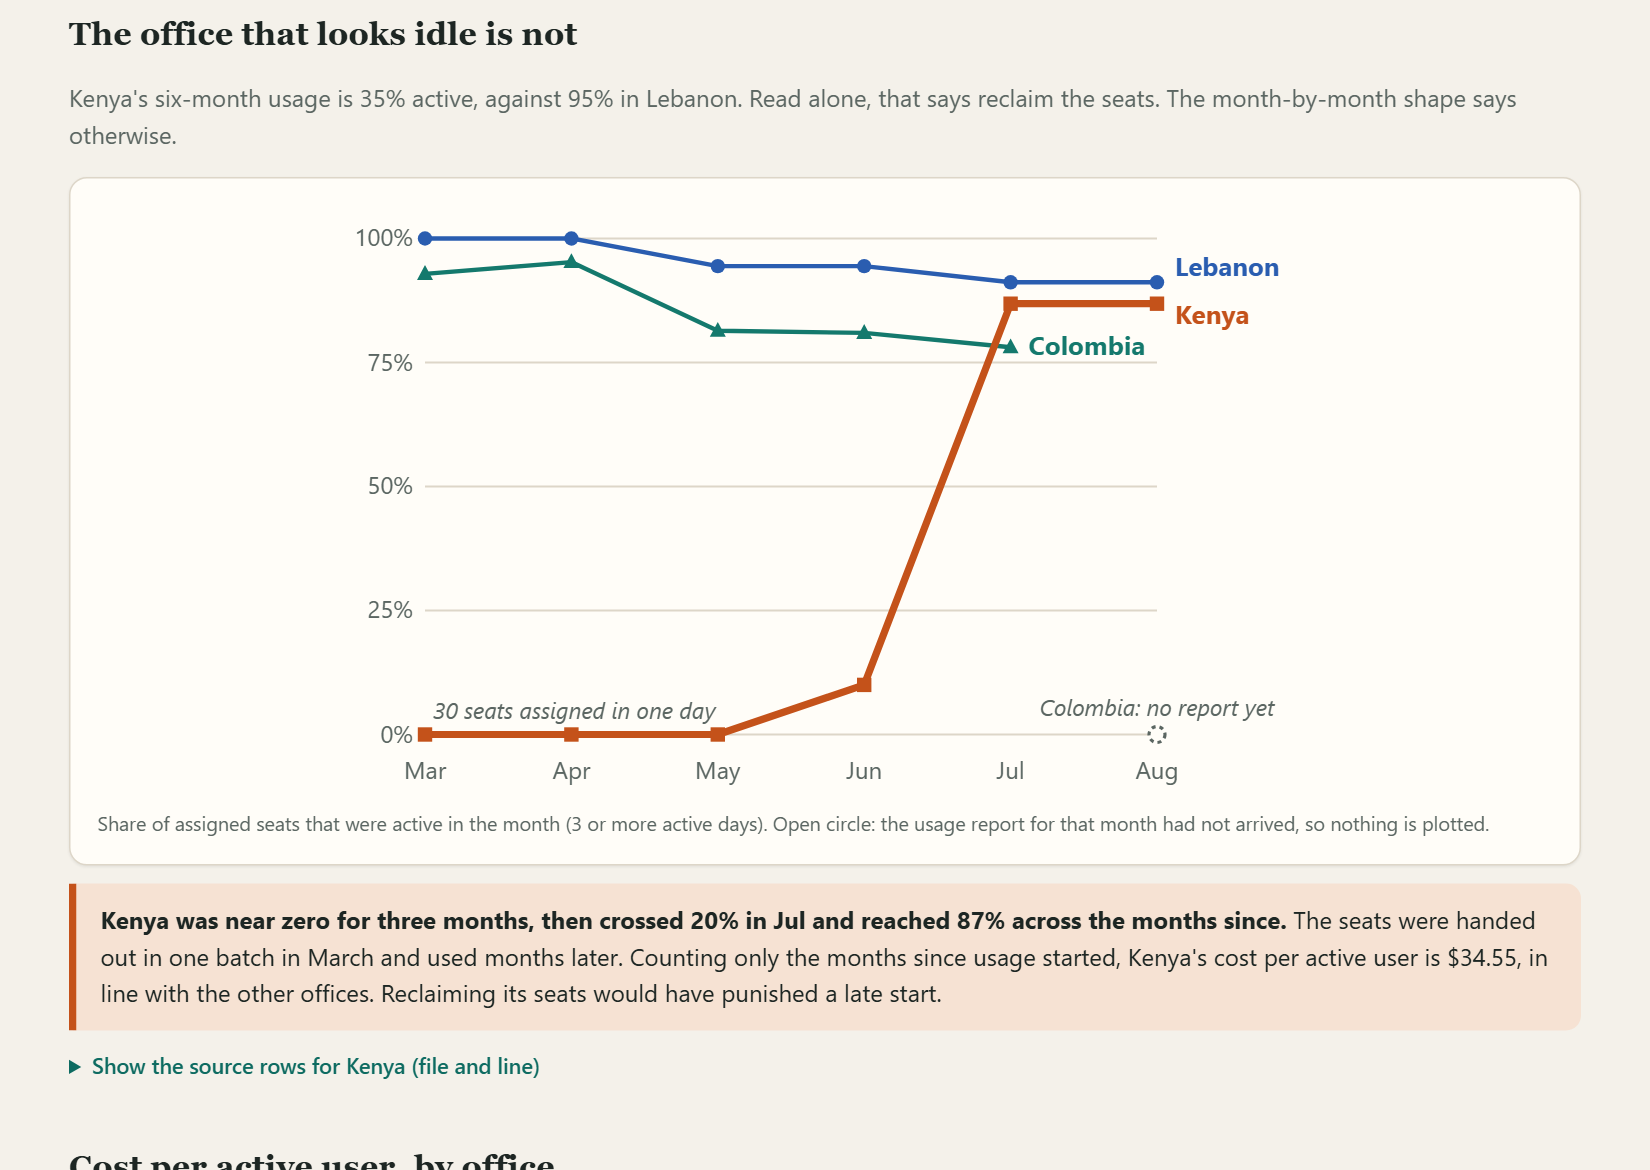 The office that looks idle is not
Kenya's six-month usage is 35% active, against 95% in Lebanon. Read alone, that says reclaim the seats. The month-by-month shape says
otherwise.
100%
Lebanon
Kenya
Colombia
75%
50%
25%
30 seats assigned in one day
Colombia: no report yet
0%
Mar Apr May Jun Jul Aug
Share of assigned seats that were active in the month (3 or more active days). Open circle: the usage report for that month had not arrived, so nothing is plotted.
Kenya was near zero for three months, then crossed 20% in Jul and reached 87% across the months since. The seats were handed
out in one batch in March and used months later. Counting only the months since usage started, Kenya's cost per active user is $34.55, in
line with the other offices. Reclaiming its seats would have punished a late start.
Show the source rows for Kenya (file and line)
Cost per active user, by office